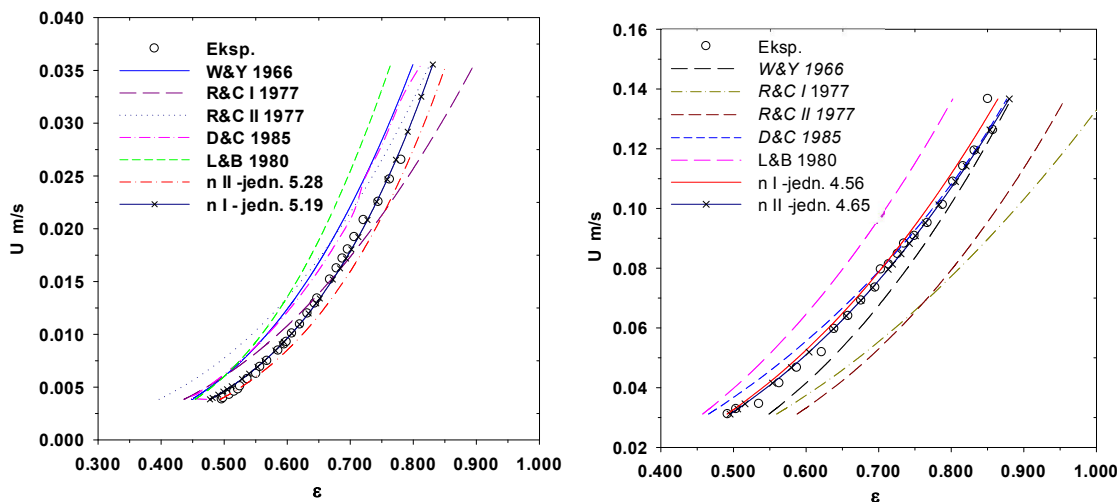 0.040
0.035
0.030
0.025
0.020
0.015
0.010
0.005
0.000
U m/s
Eksp.
W&Y 1966
R&C I 1977
R&C II 1977
D&C 1985
L&B 1980
n II -jedn. 5.28
n I - jedn. 5.19
0.300 0.400 0.500 0.600 0.700 0.800 0.900 1.000
ε
0.16
0.14
0.12
0.10
0.08
0.06
0.04
0.02
U m/s
Eksp.
W&Y 1966
R&C I 1977
R&C II 1977
D&C 1985
L&B 1980
n I -jedn. 4.56
n II -jedn. 4.65
0.400 0.500 0.600 0.700 0.800 0.900 1.000
ε